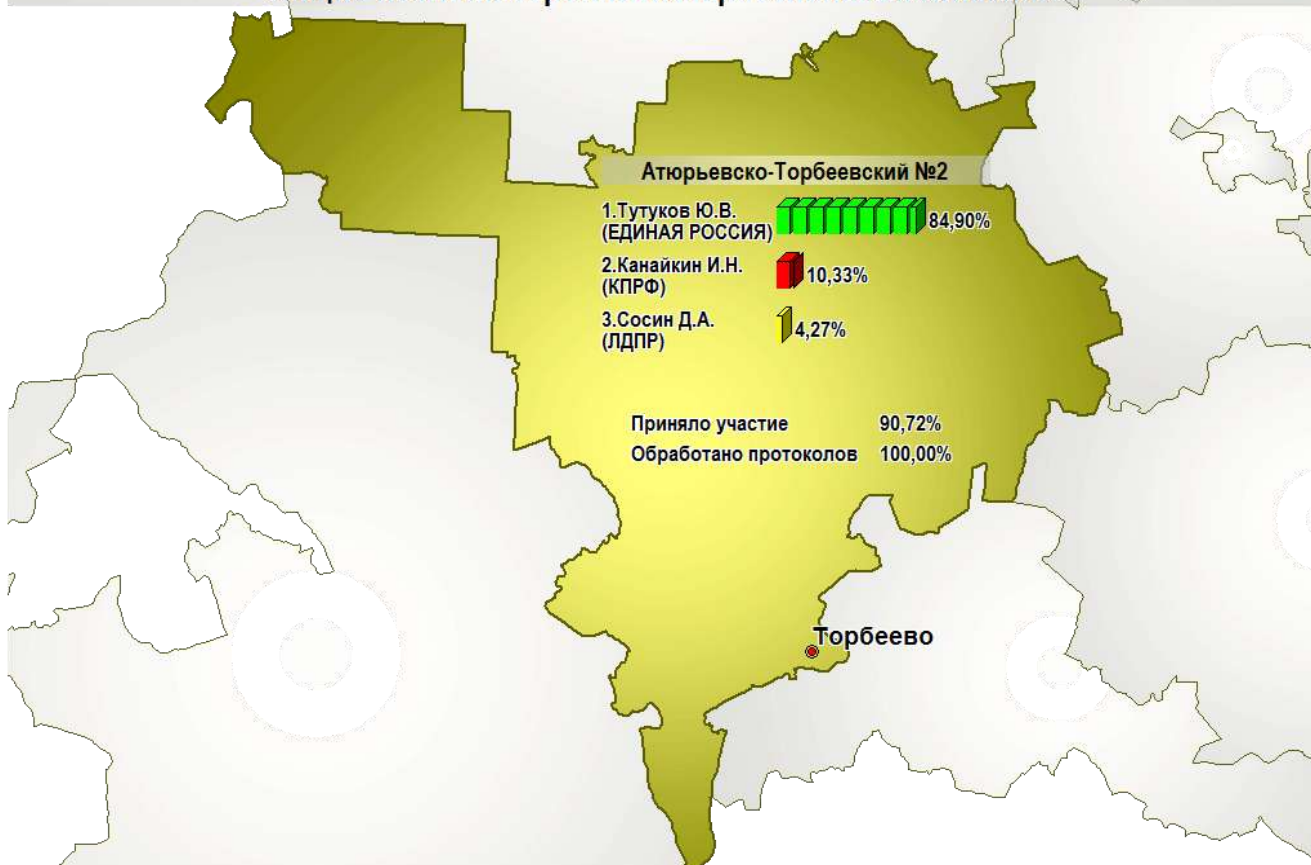 Атюрьевско-Торбеевский №2
1.Тутуков Ю.В.
(ЕДИНАЯ РОССИЯ)
84,90%
2.Канайкин И.Н.
(КПРФ)
10,33%
3.Сосин Д.А.
(ЛДПР)
4,27%
Приняло участие 90,72%
Обработано протоколов 100,00%
Торбеево